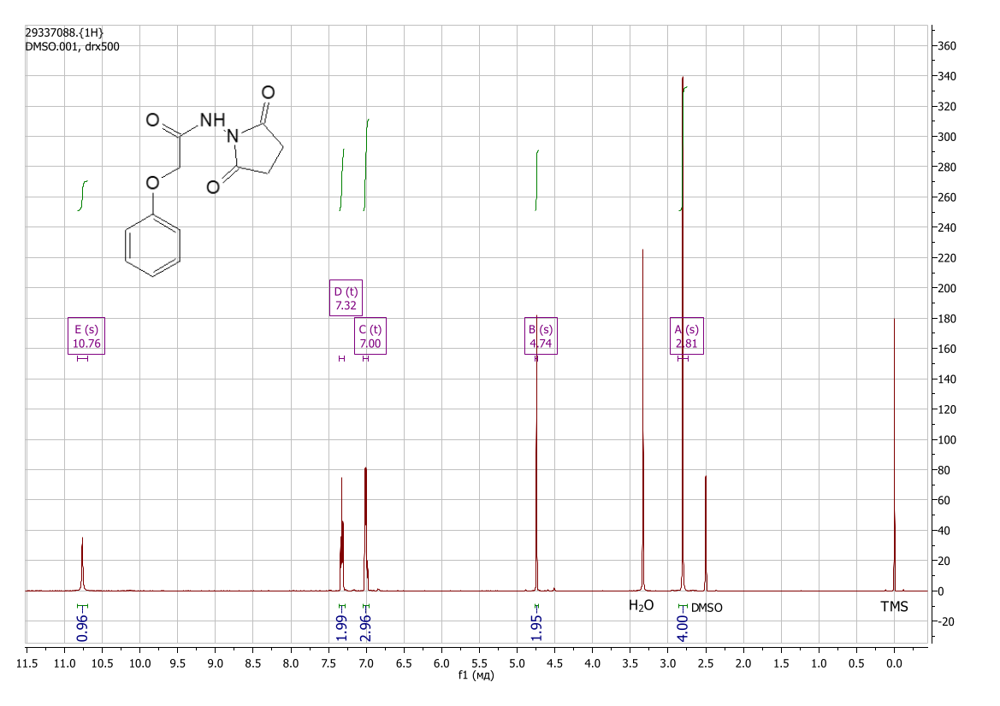 29337088.{1H}
DMSO.001, drx500
O
O
NH
N
O
O
D (t)
7.32
E (s)
10.76
C (t)
7.00
B (s)
4.74
A (s)
2.81
360
340
320
300
280
260
240
220
200
180
160
140
120
100
80
60
40
20
0
-20
H2O
DMSO
TMS
0.96
1.99
2.96
1.95
4.00
11.5 11.0 10.5 10.0 9.5 9.0 8.5 8.0 7.5 7.0 6.5 6.0 5.5 5.0 4.5 4.0 3.5 3.0 2.5 2.0 1.5 1.0 0.5 0.0
f1 (мд)